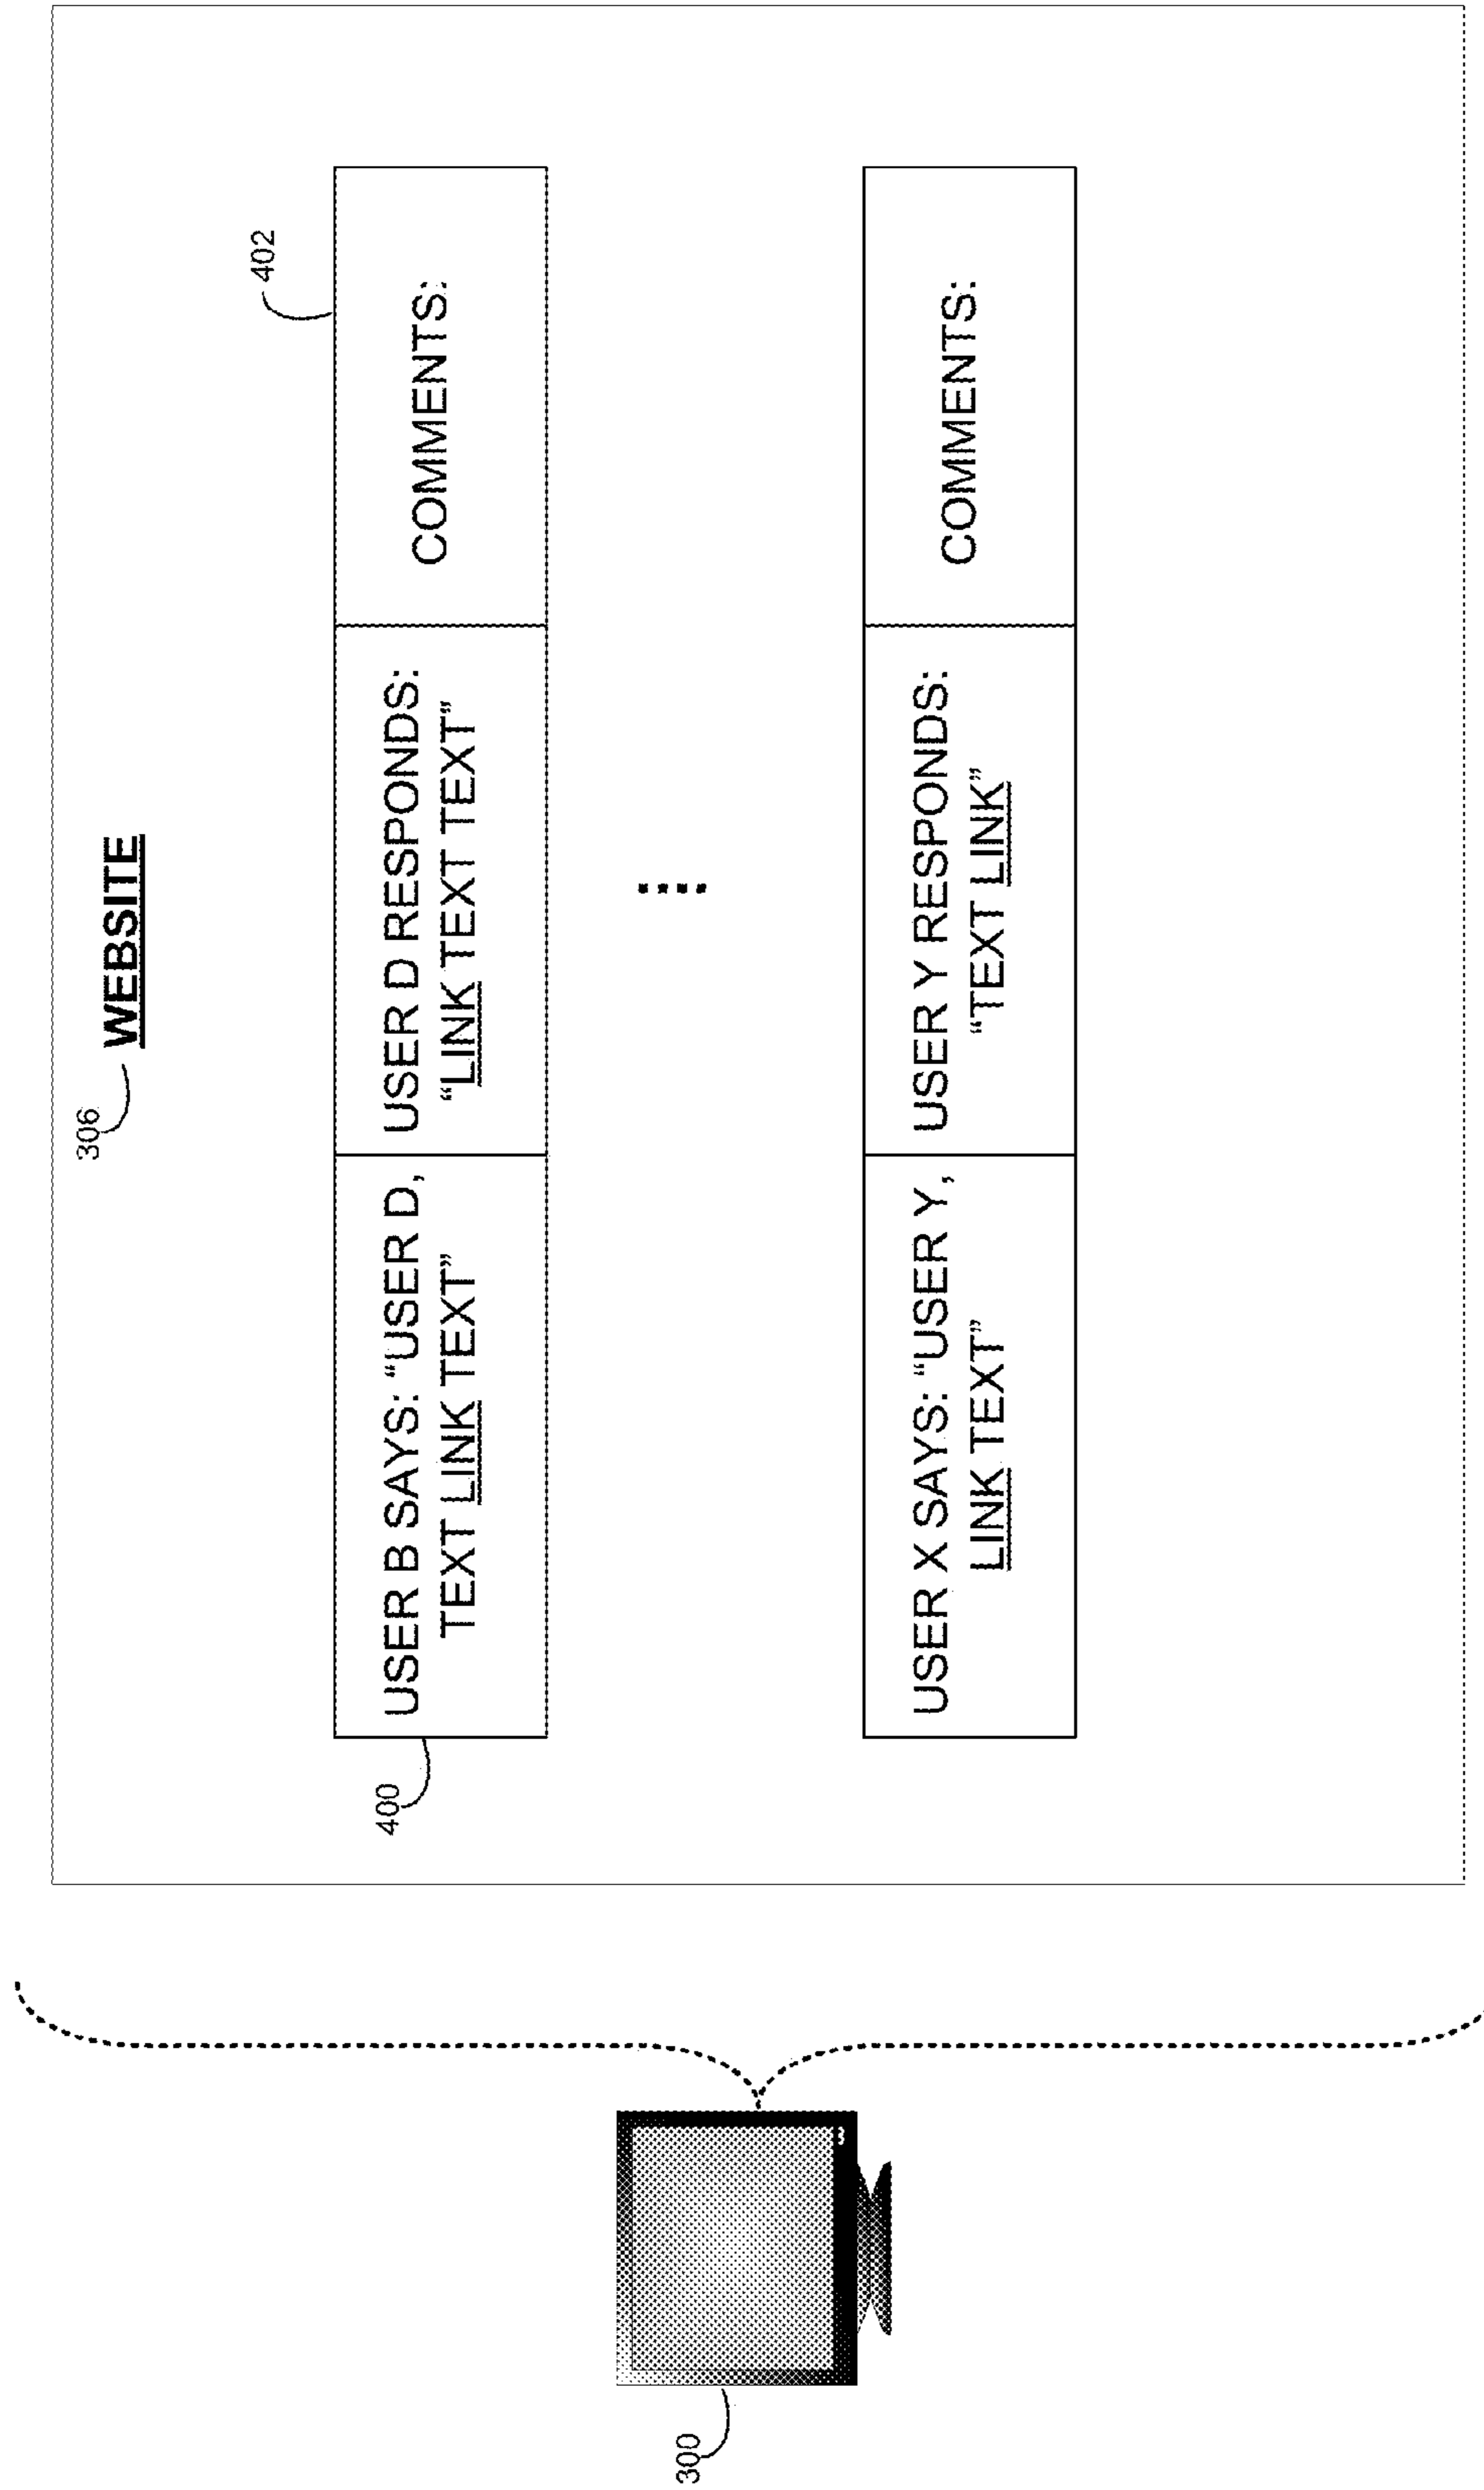 306
WEBSITE
402
400
USER B SAYS: “USER D,
TEXT LINK TEXT”
USER D RESPONDS:
“LINK TEXT TEXT”
COMMENTS:
USER X SAYS: “USER Y,
LINK TEXT”
USER Y RESPONDS:
“TEXT LINK”
COMMENTS:
300